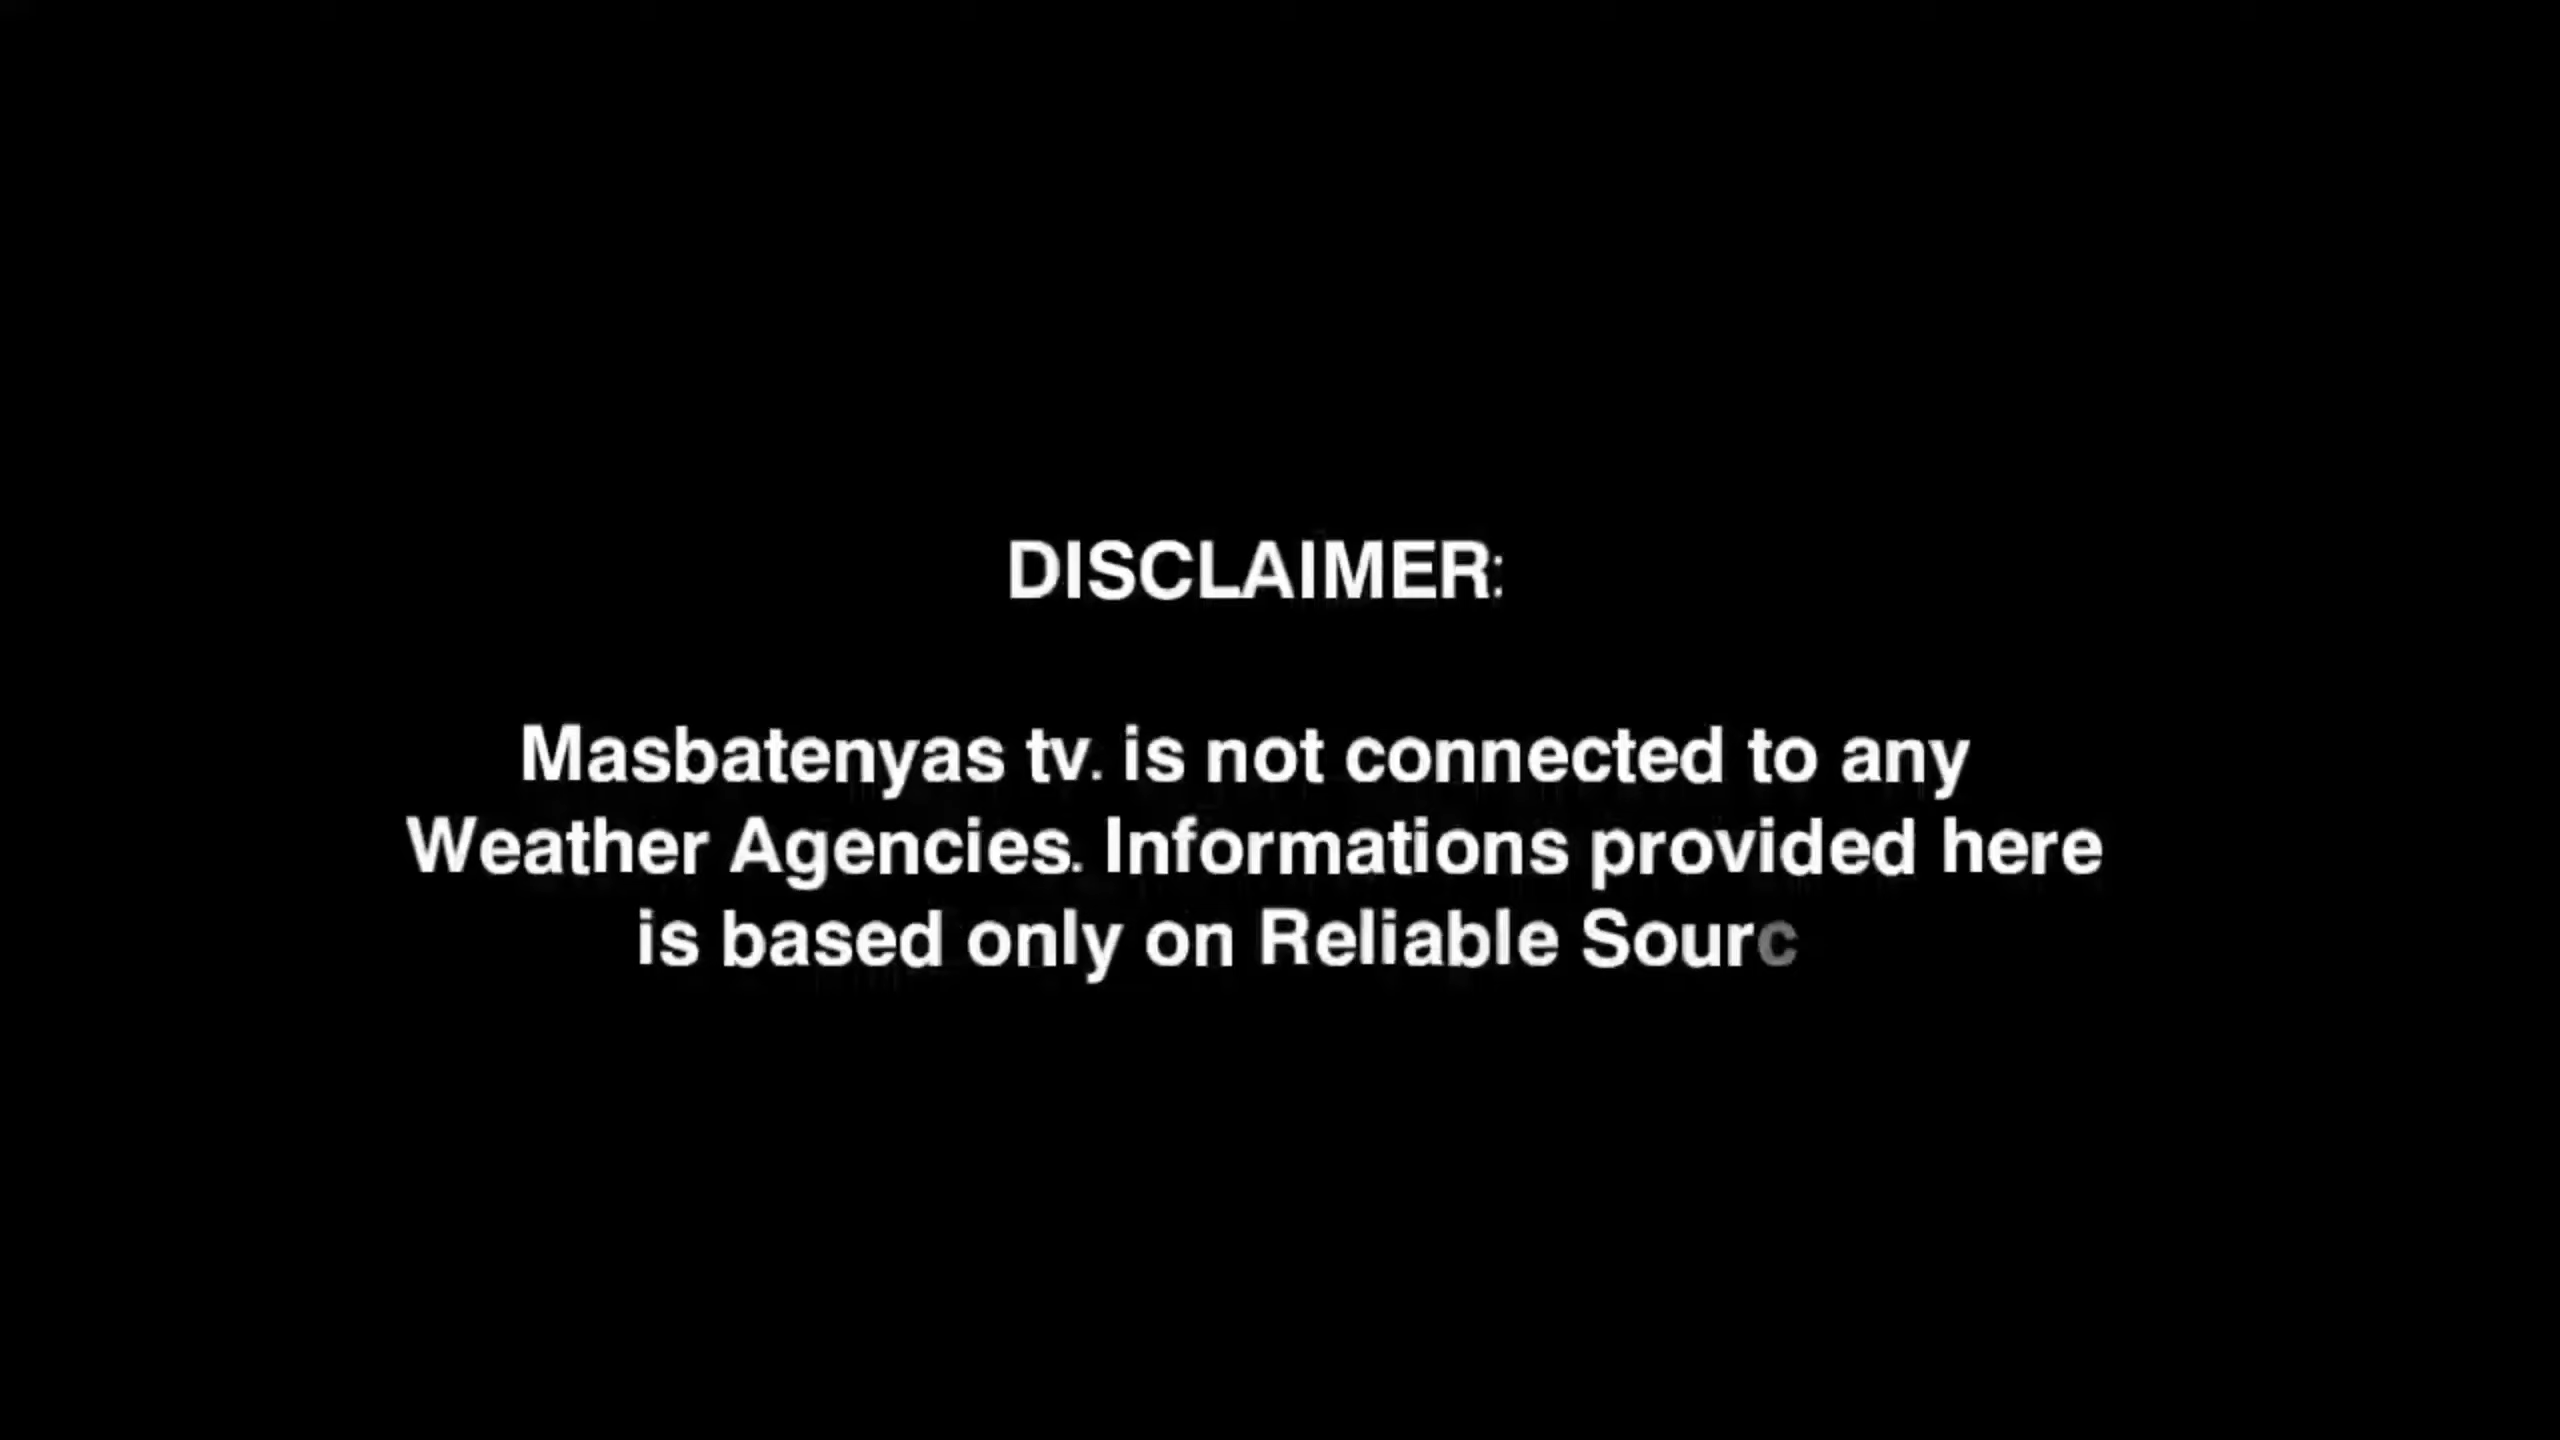 DISCLAIMER:
Masbatenyas tv. is not connected to any
Weather Agencies. Informations provided here
is based only on Reliable Sourc